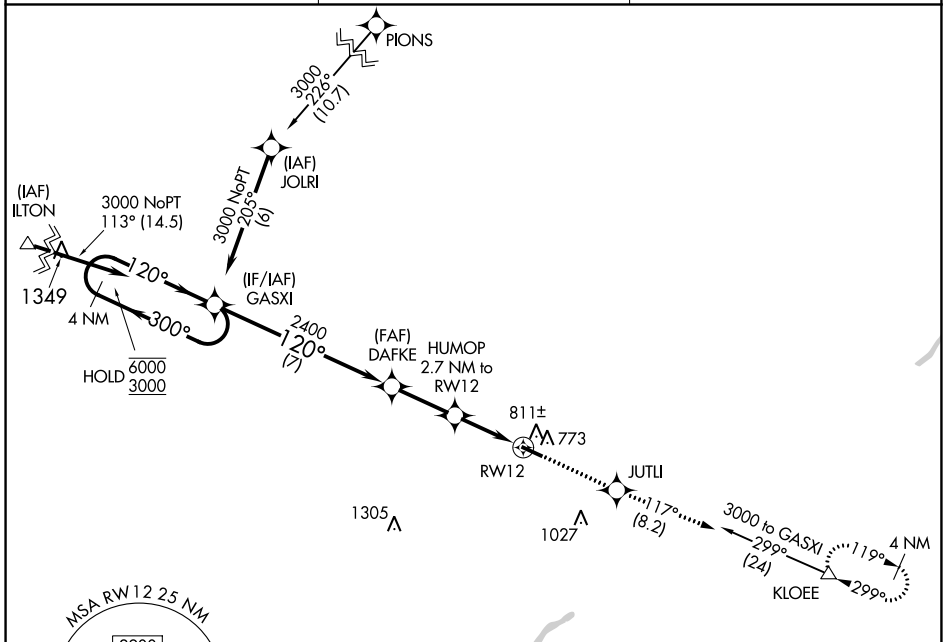 PIONS
3000
226°
(10.7)
(IAF)
JOLRI
3000 NoPT
205°
(6)
(IAF)
ILTON
3000 NoPT
113° (14.5)
1349
4 NM
120°
300°
HOLD 6000
3000
(IF/IAF)
GASXI
2400
120°
(7)
(FAF)
DAFKE
HUMOP
2.7 NM to
RW12
811±
773
RW12
JUTLI
1305
1027
117°
(8.2)
3000 to GASXI
299°
(24)
KLOEE
119°
4 NM
299°
MSA RW12 25 NM